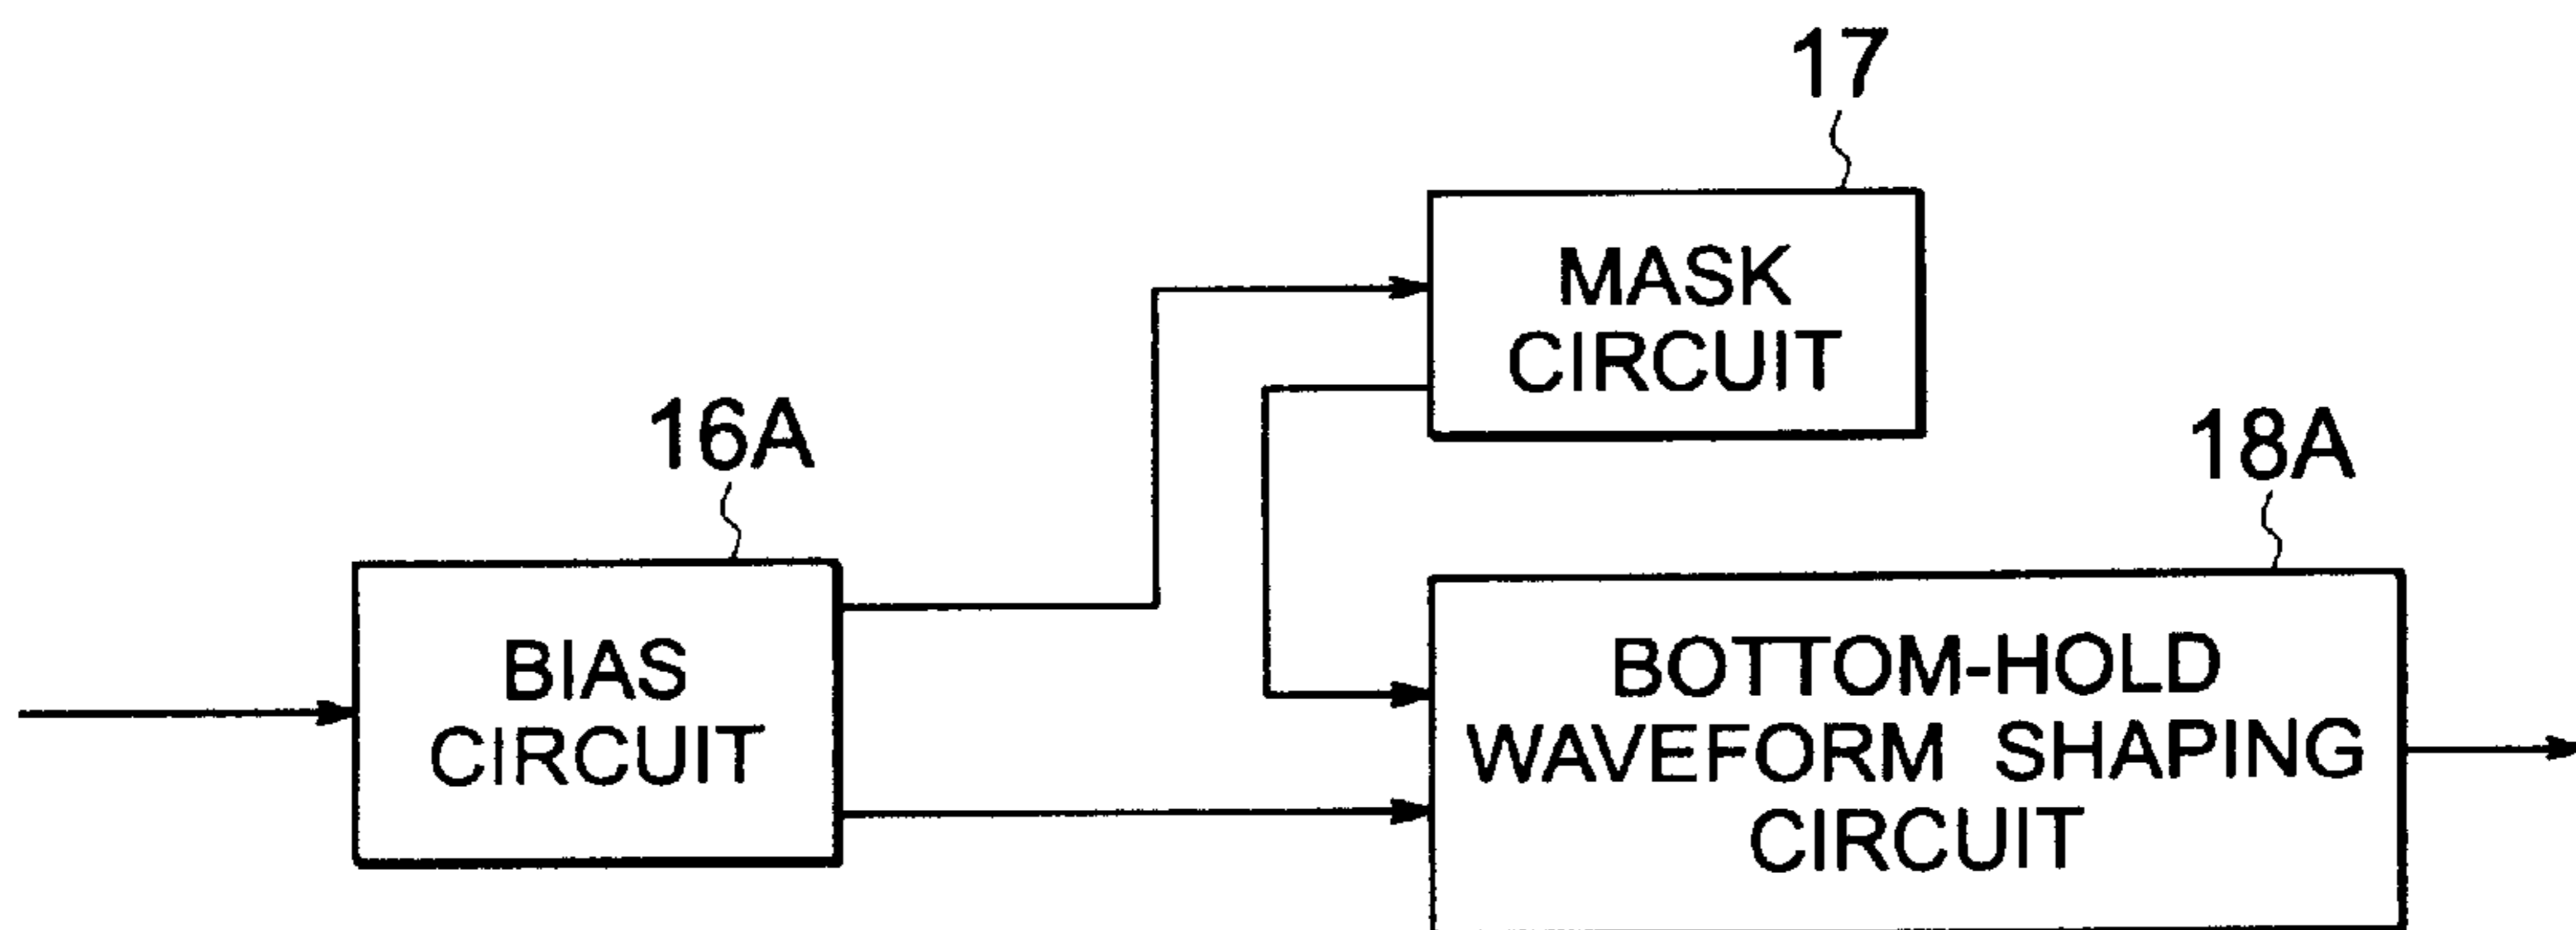 17
MASK
CIRCUIT
16A
18A
BIAS
CIRCUIT
BOTTOM-HOLD
WAVEFORM SHAPING
CIRCUIT